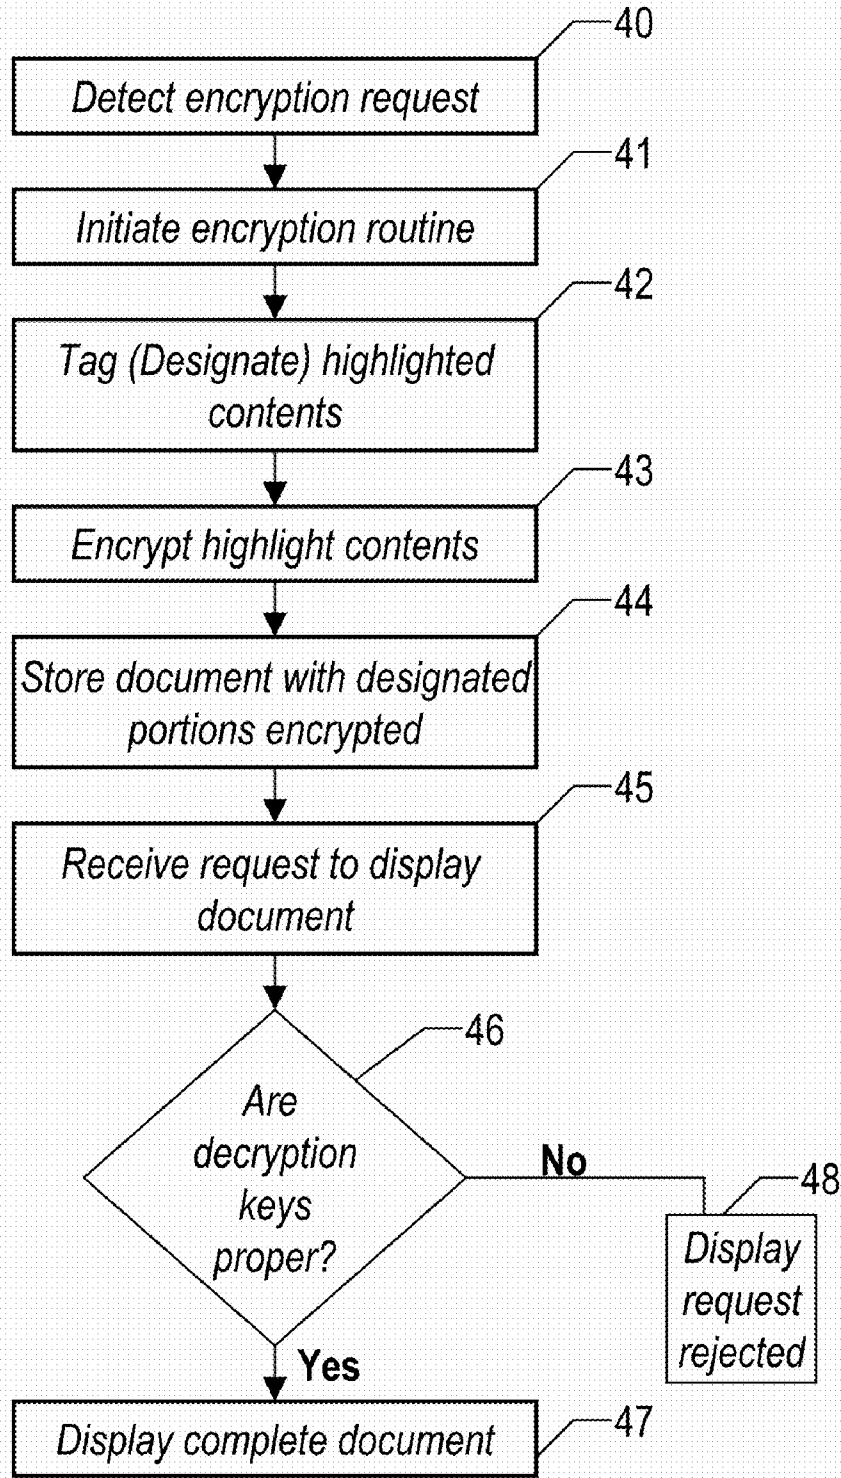 40
Detect encryption request
41
Initiate encryption routine
42
Tag (Designate) highlighted
contents
43
Encrypt highlight contents
44
Store document with designated
portions encrypted
45
Receive request to display
document
46
Are
decryption
keys
proper?
No
48
Display
request
rejected
Yes
47
Display complete document